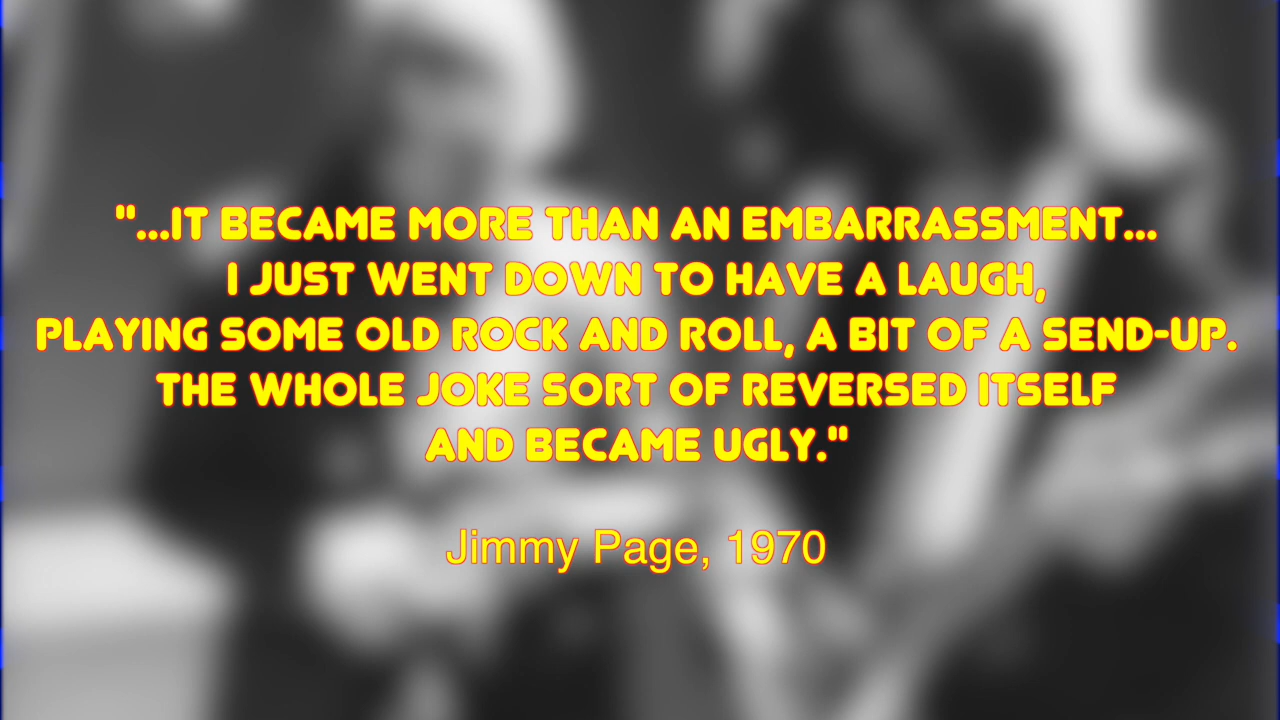 "...IT BECAME MORE THAN AN EMBARRASSMENT...
I JUST WENT DOWN TO HAVE A LAUGH,
PLAYING SOME OLD ROCK AND ROLL, A BIT OF A SEND-UP.
THE WHOLE JOKE SORT OF REVERSED ITSELF
AND BECAME UGLY."
Jimmy Page, 1970